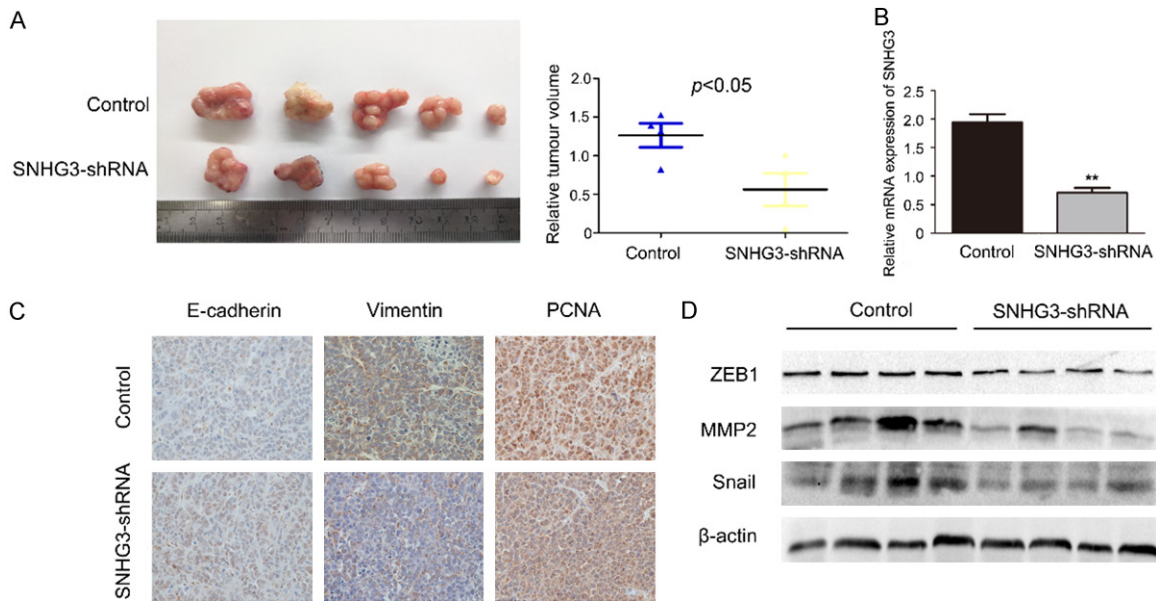 A
Control
SNHG3-shRNA
Relative tumour volume
2.0
1.5
1.0
0.5
0.0
p<0.05
Control
SNHG3-shRNA
B
Relative mRNA expression of SNHG3
2.5
2.0
1.5
1.0
0.5
0.0
**
Control
SNHG3-shRNA
C
E-cadherin
Vimentin
PCNA
Control
SNHG3-shRNA
D
Control
SNHG3-shRNA
ZEB1
MMP2
Snail
β-actin